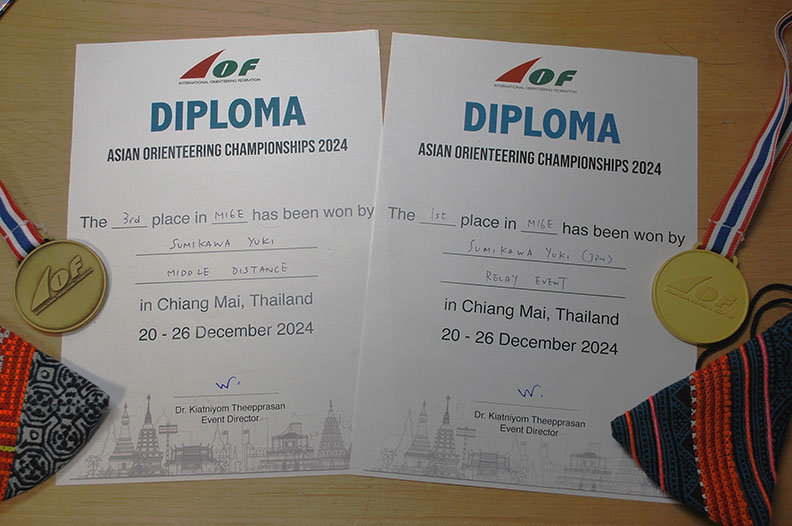 IOF
INTERNATIONAL ORIENTEERING FEDERATION
DIPLOMA
ASIAN ORIENTEERING CHAMPIONSHIPS 2024
The 3rd place in M16E has been won by
SUMIKAWA YUKI
MIDDLE DISTANCE
in Chiang Mai, Thailand
20 - 26 December 2024
Dr. Kiatniyom Theepprasan
Event Director
IOF
INTERNATIONAL ORIENTEERING FEDERATION
DIPLOMA
ASIAN ORIENTEERING CHAMPIONSHIPS 2024
The 1st place in M16E has been won by
SUMIKAWA YUKI (JPN)
RELAY EVENT
in Chiang Mai, Thailand
20 - 26 December 2024
Dr. Kiatniyom Theepprasan
Event Director
IOF
IOF